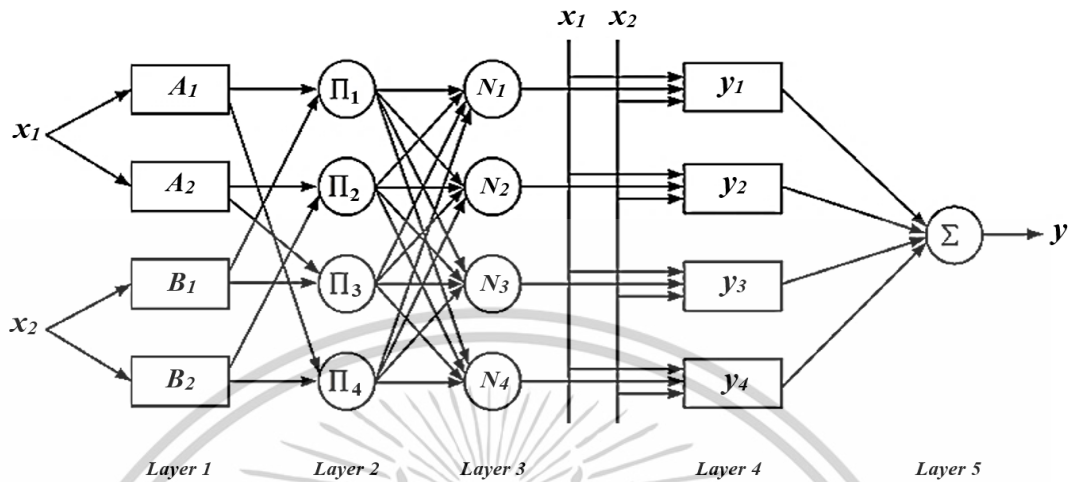 x1 x2
A1 Π1 N1 y1
x1
A2 Π2 N2 y2
Σ y
B1 Π3 N3 y3
x2
B2 Π4 N4 y4
Layer 1 Layer 2 Layer 3 Layer 4 Layer 5